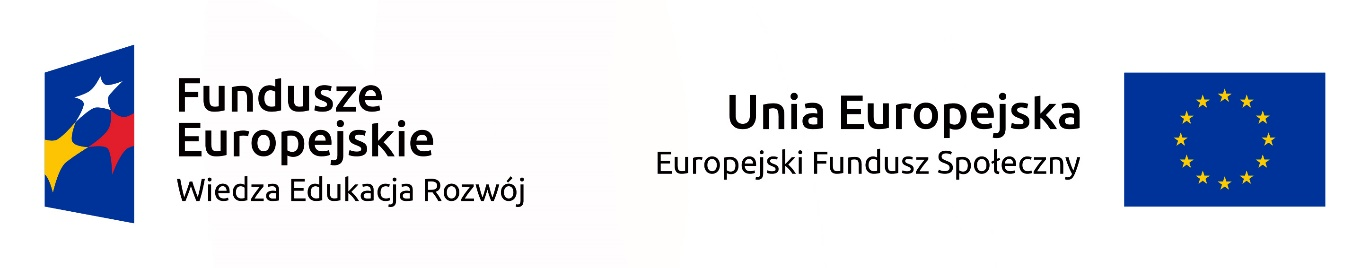 Fundusze
Europejskie
Wiedza Edukacja Rozwój
Unia Europejska
Europejski Fundusz Społeczny